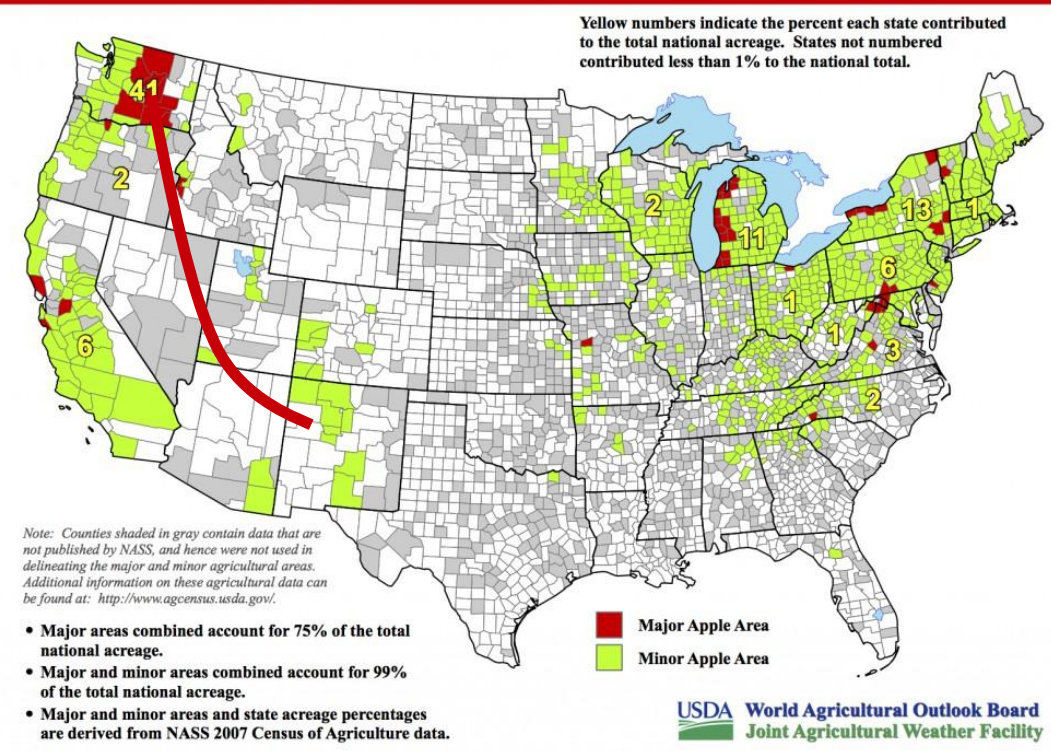 Yellow numbers indicate the percent each state contributed
to the total national acreage. States not numbered
contributed less than 1% to the national total.
41
2
6
2
11
13
1
6
1
1
3
2
Note: Counties shaded in gray contain data that are
not published by NASS, and hence were not used in
delineating the major and minor agricultural areas.
Additional information on these agricultural data can
be found at: http://www.agcensus.usda.gov/.
• Major areas combined account for 75% of the total
national acreage.
• Major and minor areas combined account for 99%
of the total national acreage.
• Major and minor areas and state acreage percentages
are derived from NASS 2007 Census of Agriculture data.
Major Apple Area
Minor Apple Area
USDA World Agricultural Outlook Board
Joint Agricultural Weather Facility